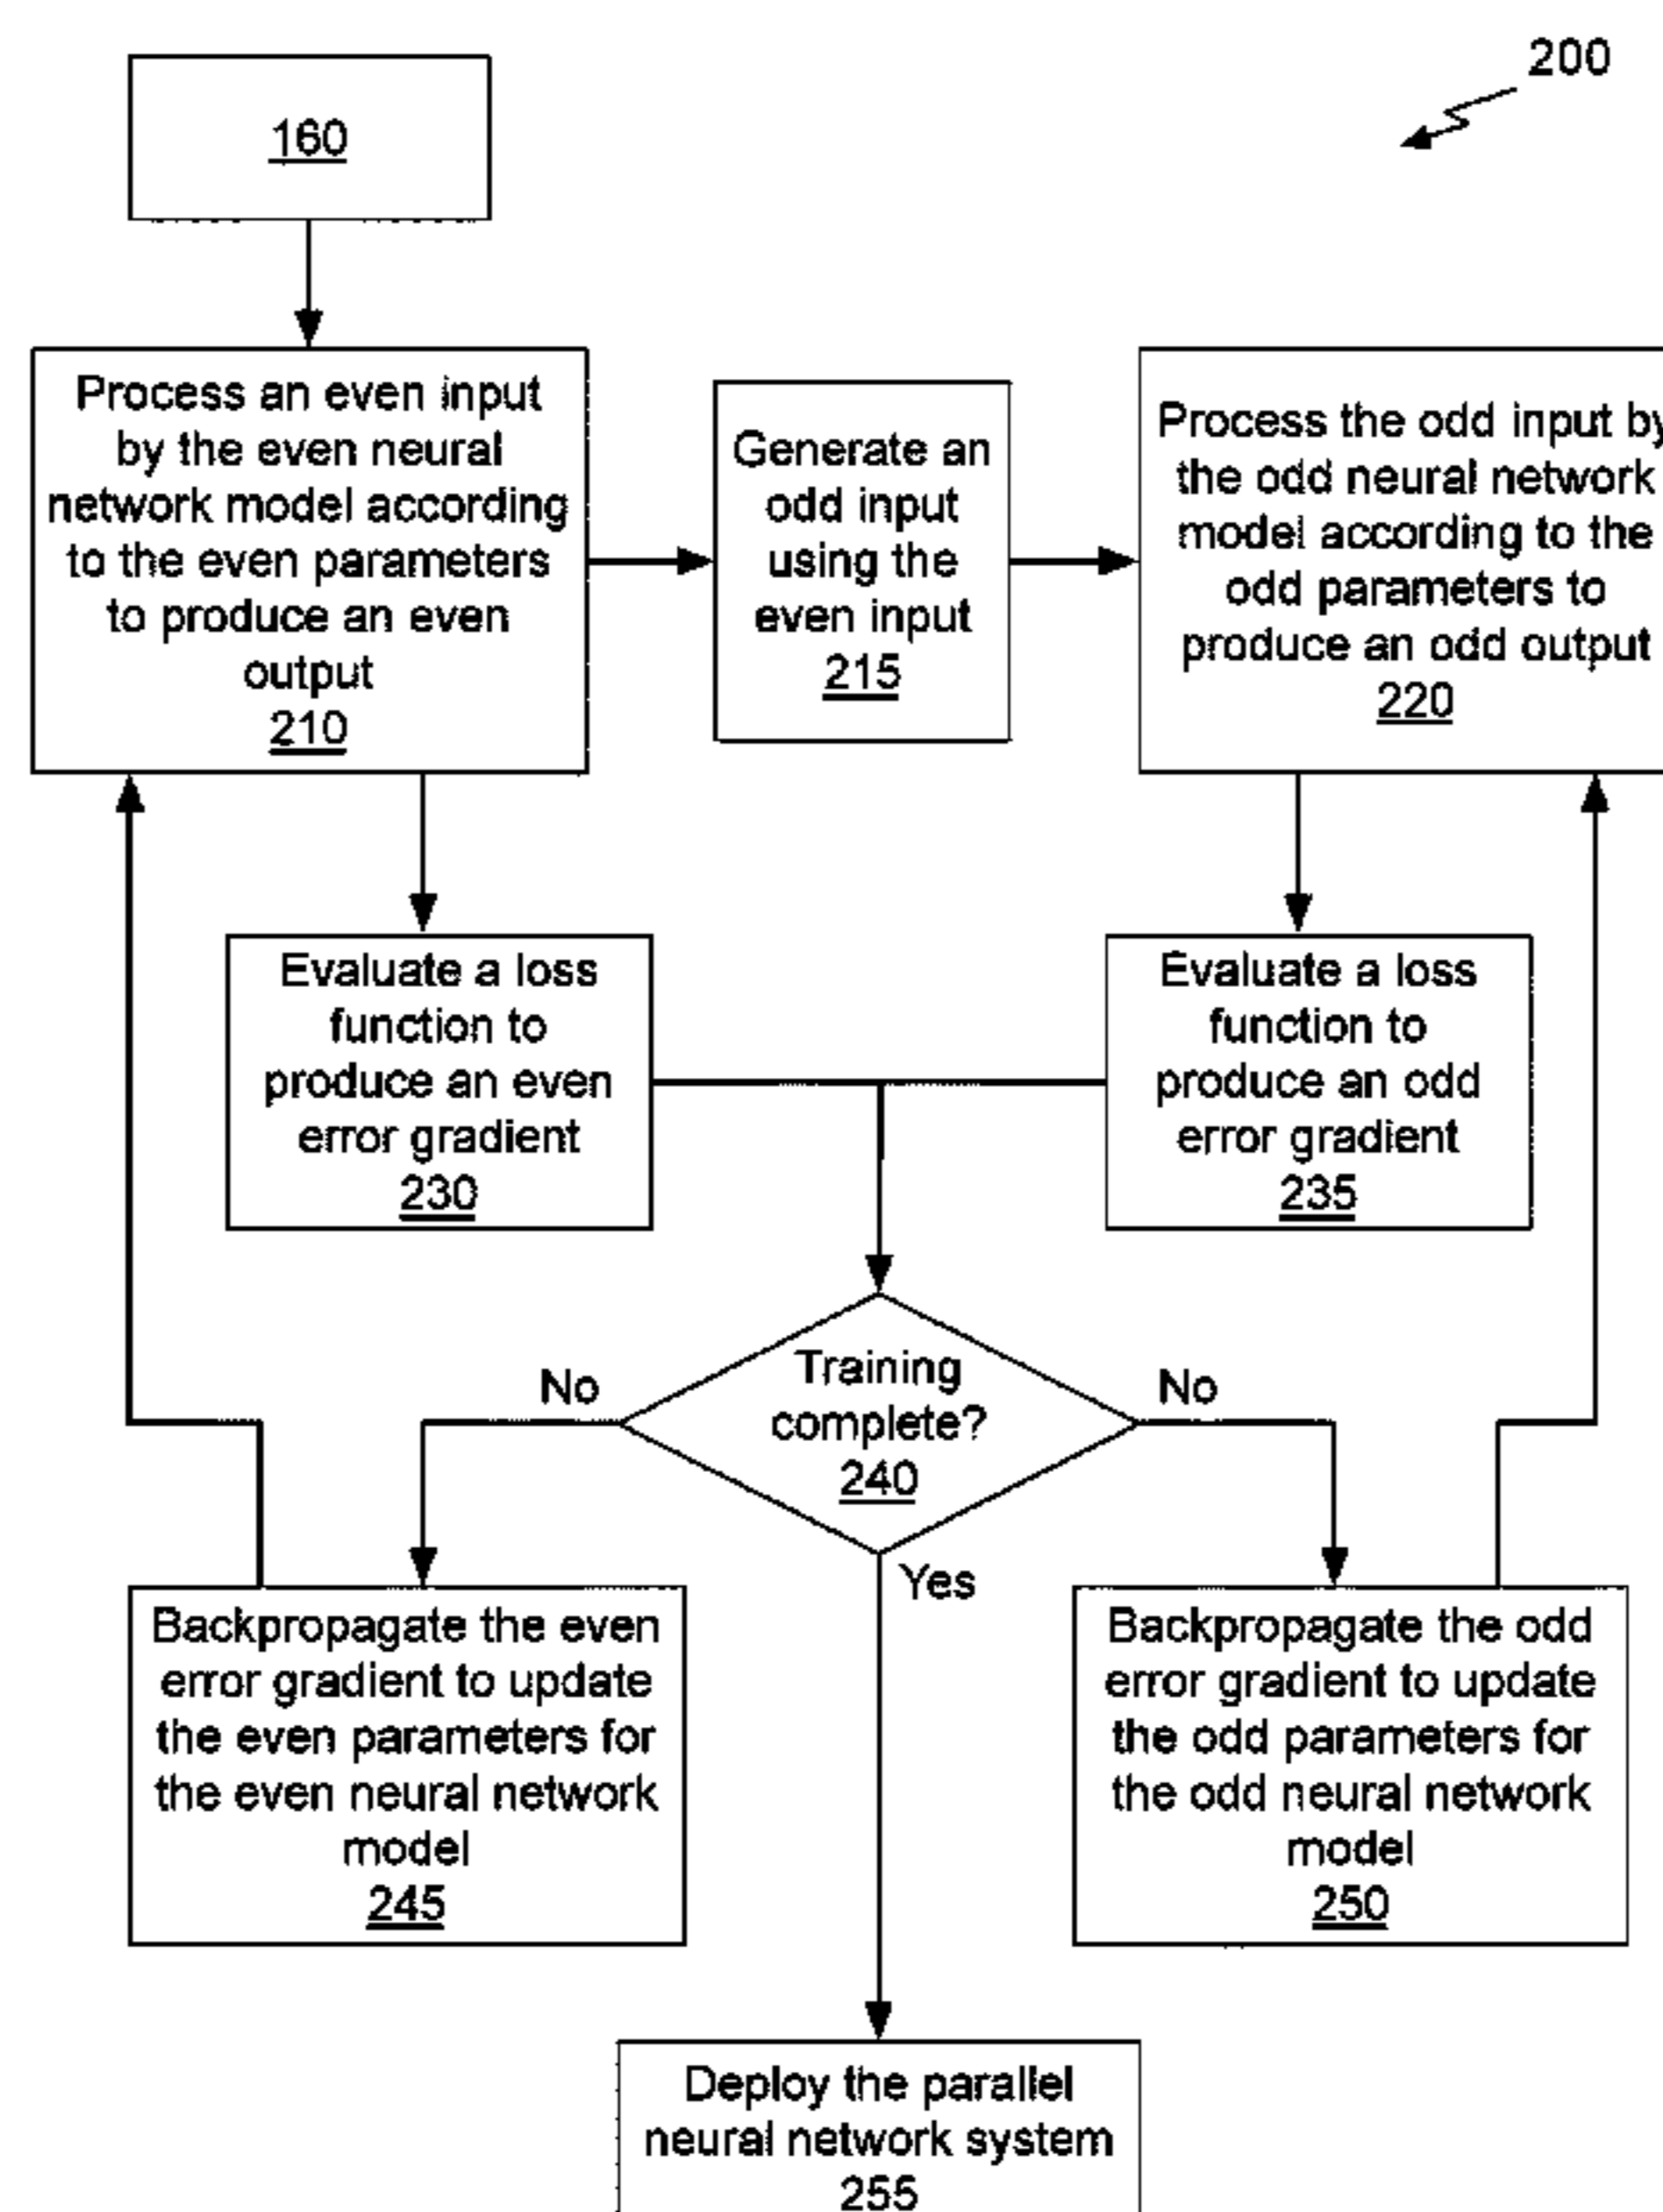 200
160
Process an even input
by the even neural
network model according
to the even parameters
to produce an even
output
210
Generate an
odd input
using the
even input
215
Process the odd input by
the odd neural network
model according to the
odd parameters to
produce an odd output
220
Evaluate a loss
function to
produce an even
error gradient
230
Evaluate a loss
function to
produce an odd
error gradient
235
No
Training
complete?
240
No
Yes
Backpropagate the even
error gradient to update
the even parameters for
the even neural network
model
245
Backpropagate the odd
error gradient to update
the odd parameters for
the odd neural network
model
250
Deploy the parallel
neural network system
255